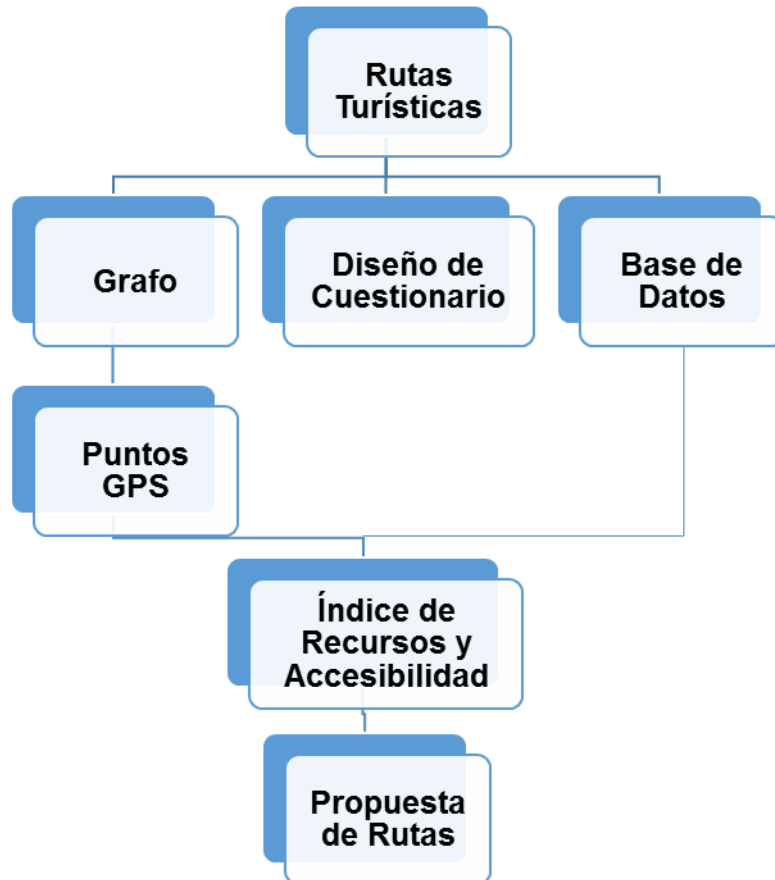 Rutas
Turísticas
Grafo
Diseño de
Cuestionario
Base de
Datos
Puntos
GPS
Índice de
Recursos y
Accesibilidad
Propuesta
de Rutas